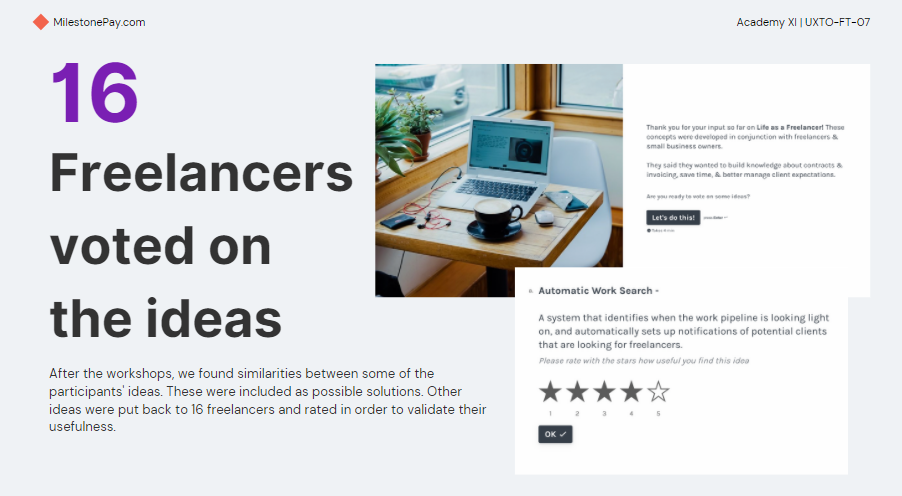 MilestonePay.com
Academy XI | UXTO-FT-07
16
Freelancers
voted on
the ideas
After the workshops, we found similarities between some of the
participants' ideas. These were included as possible solutions. Other
ideas were put back to 16 freelancers and rated in order to validate their
usefulness.
Thank you for your input so far on Life as a Freelancer! These
concepts were developed in conjunction with freelancers &
small business owners.
They said they wanted to build knowledge about contracts &
invoicing, save time, & better manage client expectations.
Are you ready to vote on some ideas?
Let's do this!
Automatic Work Search -
A system that identifies when the work pipeline is looking light
on, and automatically sets up notifications of potential clients
that are looking for freelancers.
Please rate with the stars how useful you find this idea
1 2 3 4 5
OK